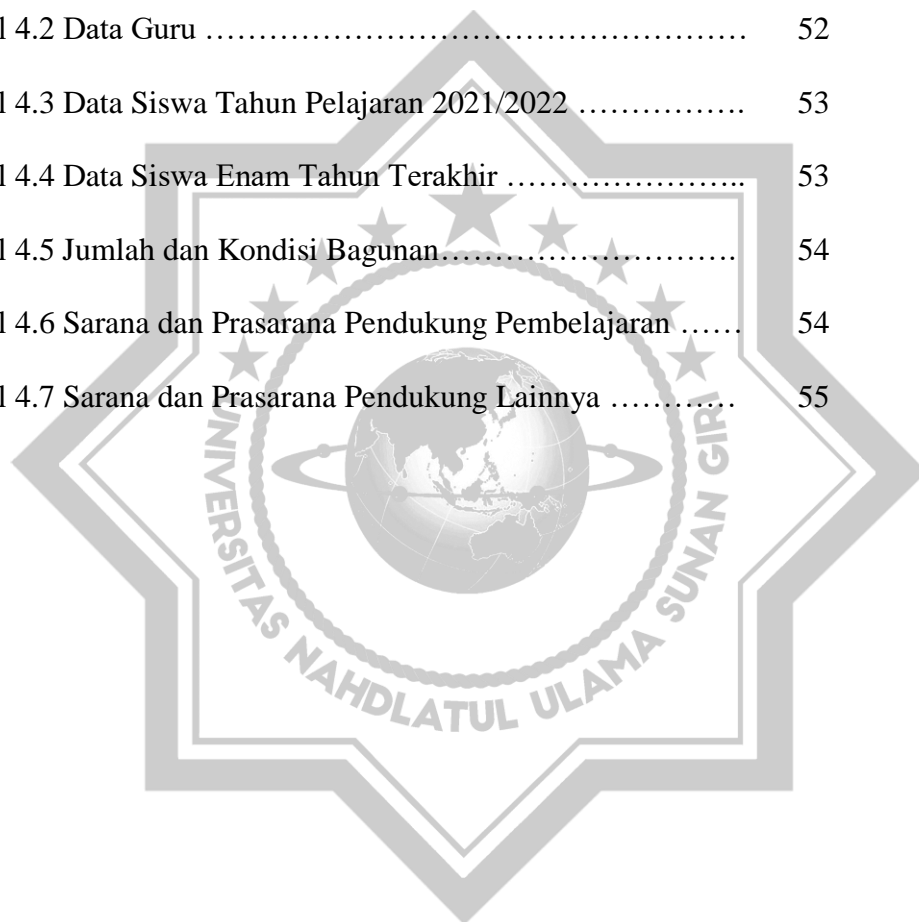 l 4.2 Data Guru …………………………………………… 52
l 4.3 Data Siswa Tahun Pelajaran 2021/2022 ……………. 53
l 4.4 Data Siswa Enam Tahun Terakhir ………………….. 53
l 4.5 Jumlah dan Kondisi Bagunan………………………. 54
l 4.6 Sarana dan Prasarana Pendukung Pembelajaran …… 54
l 4.7 Sarana dan Prasarana Pendukung Lainnya ………… 55
UNIVERSITAS NAHDLATUL ULAMA SUNAN GIRI